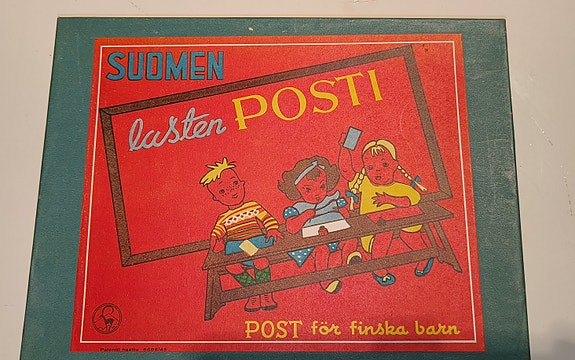 SUOMEN
lasten POSTI
POST för finska barn